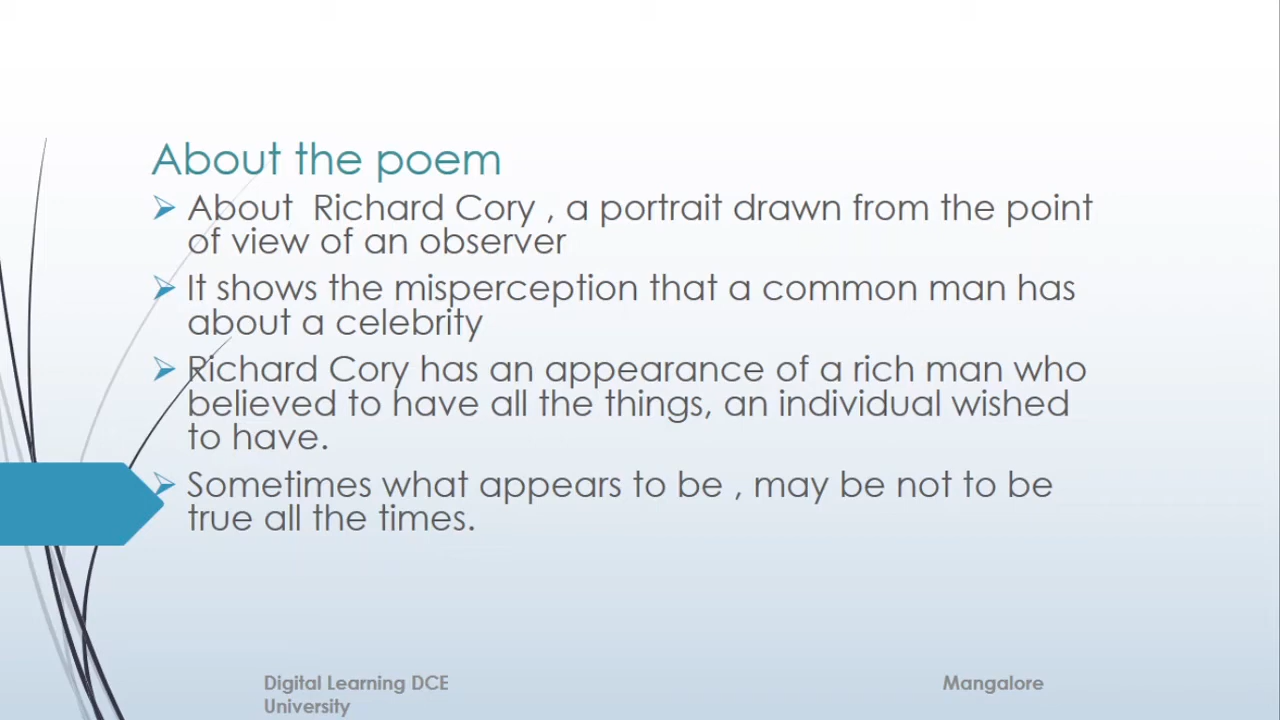 About the poem
About Richard Cory , a portrait drawn from the point
of view of an observer
It shows the misperception that a common man has
about a celebrity
Richard Cory has an appearance of a rich man who
believed to have all the things, an individual wished
to have.
Sometimes what appears to be , may be not to be
true all the times.
Digital Learning DCE Mangalore
University